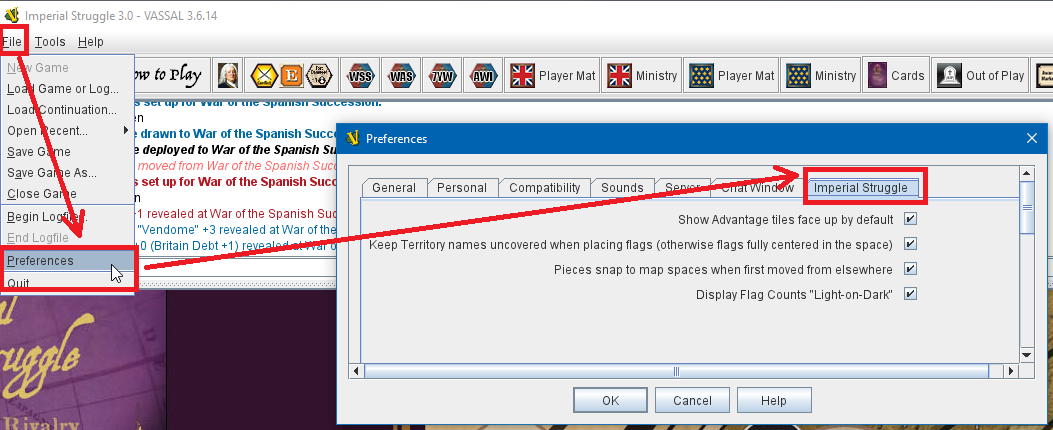 Imperial Struggle 3.0 - VASSAL 3.6.14
File Tools Help
New Game
Load Game or Log...
Load Continuation...
Open Recent...
Save Game
Save Game As...
Close Game
Begin Logfile
End Logfile
Preferences
Quit
How to Play
WSS
WAS
7YW
AWI
Player Mat
Ministry
Player Mat
Ministry
Cards
Out of Play
s set up for War of the Spanish Succession.
e drawn to War of the Spanish Succ
e deployed to War of the Spanish Suc
moved from War of the Spanish Suc
s set up for War of the Spanish Succ
1 revealed at War of the Spanish Suc
"Vendome" +3 revealed at War of the
+0 (Britain Debt +1) revealed at War of
Preferences
General
Personal
Compatibility
Sounds
Server
Chat Window
Imperial Struggle
Show Advantage tiles face up by default
Keep Territory names uncovered when placing flags (otherwise flags fully centered in the space)
Pieces snap to map spaces when first moved from elsewhere
Display Flag Counts "Light-on-Dark"
OK
Cancel
Help
Rivalry